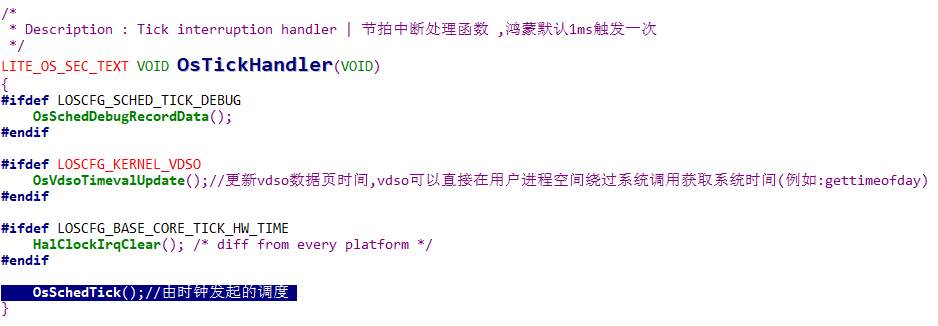 /*
 * Description : Tick interruption handler | 节拍中断处理函数 ,鸿蒙默认1ms触发一次
 */
LITE_OS_SEC_TEXT VOID OsTickHandler(VOID)
{
#ifdef LOSCFG_SCHED_TICK_DEBUG
    OsSchedDebugRecordData();
#endif
#ifdef LOSCFG_KERNEL_VDSO
    OsVdsoTimevalUpdate();//更新vdso数据页时间,vdso可以直接在用户进程空间绕过系统调用获取系统时间(例如:gettimeofday)
#endif
#ifdef LOSCFG_BASE_CORE_TICK_HW_TIME
    HalClockIrqClear(); /* diff from every platform */
#endif
    OsSchedTick();//由时钟发起的调度
}